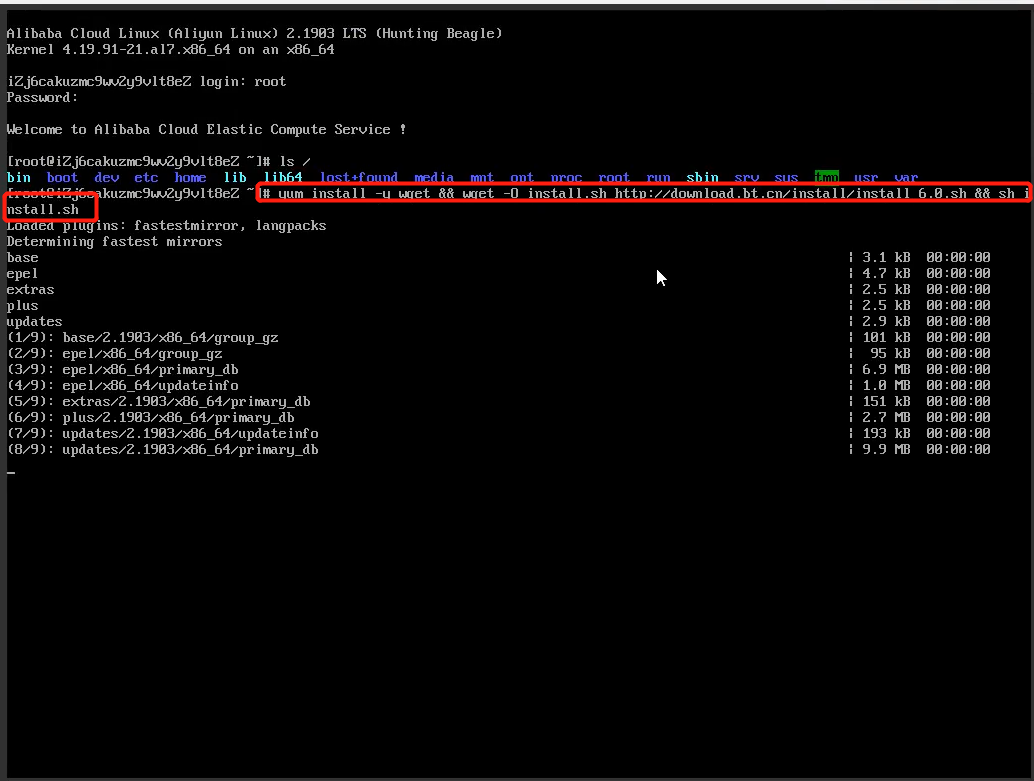 Alibaba Cloud Linux (Aliyun Linux) 2.1903 LTS (Hunting Beagle)
Kernel 4.19.91-21.al7.x86_64 on an x86_64
iZj6cakuzmc9wv2y9vlt8eZ login: root
Password:
Welcome to Alibaba Cloud Elastic Compute Service !
[root@iZj6cakuzmc9wv2y9vlt8eZ ~]# ls /
bin boot dev etc home lib lib64 lost+found media mnt opt proc root run sbin srv sys tmp usr var
[root@iZj6cakuzmc9wv2y9vlt8eZ ~]# yum install -y wget && wget -O install.sh http://download.bt.cn/install/install_6.0.sh && sh i
nstall.sh
Loaded plugins: fastestmirror, langpacks
Determining fastest mirrors
base | 3.1 kB 00:00:00
epel | 4.7 kB 00:00:00
extras | 2.5 kB 00:00:00
plus | 2.5 kB 00:00:00
updates | 2.9 kB 00:00:00
(1/9): base/2.1903/x86_64/group_gz | 101 kB 00:00:00
(2/9): epel/x86_64/group_gz | 95 kB 00:00:00
(3/9): epel/x86_64/primary_db | 6.9 MB 00:00:00
(4/9): epel/x86_64/updateinfo | 1.0 MB 00:00:00
(5/9): extras/2.1903/x86_64/primary_db | 151 kB 00:00:00
(6/9): plus/2.1903/x86_64/primary_db | 2.7 MB 00:00:00
(7/9): updates/2.1903/x86_64/updateinfo | 193 kB 00:00:00
(8/9): updates/2.1903/x86_64/primary_db | 9.9 MB 00:00:00